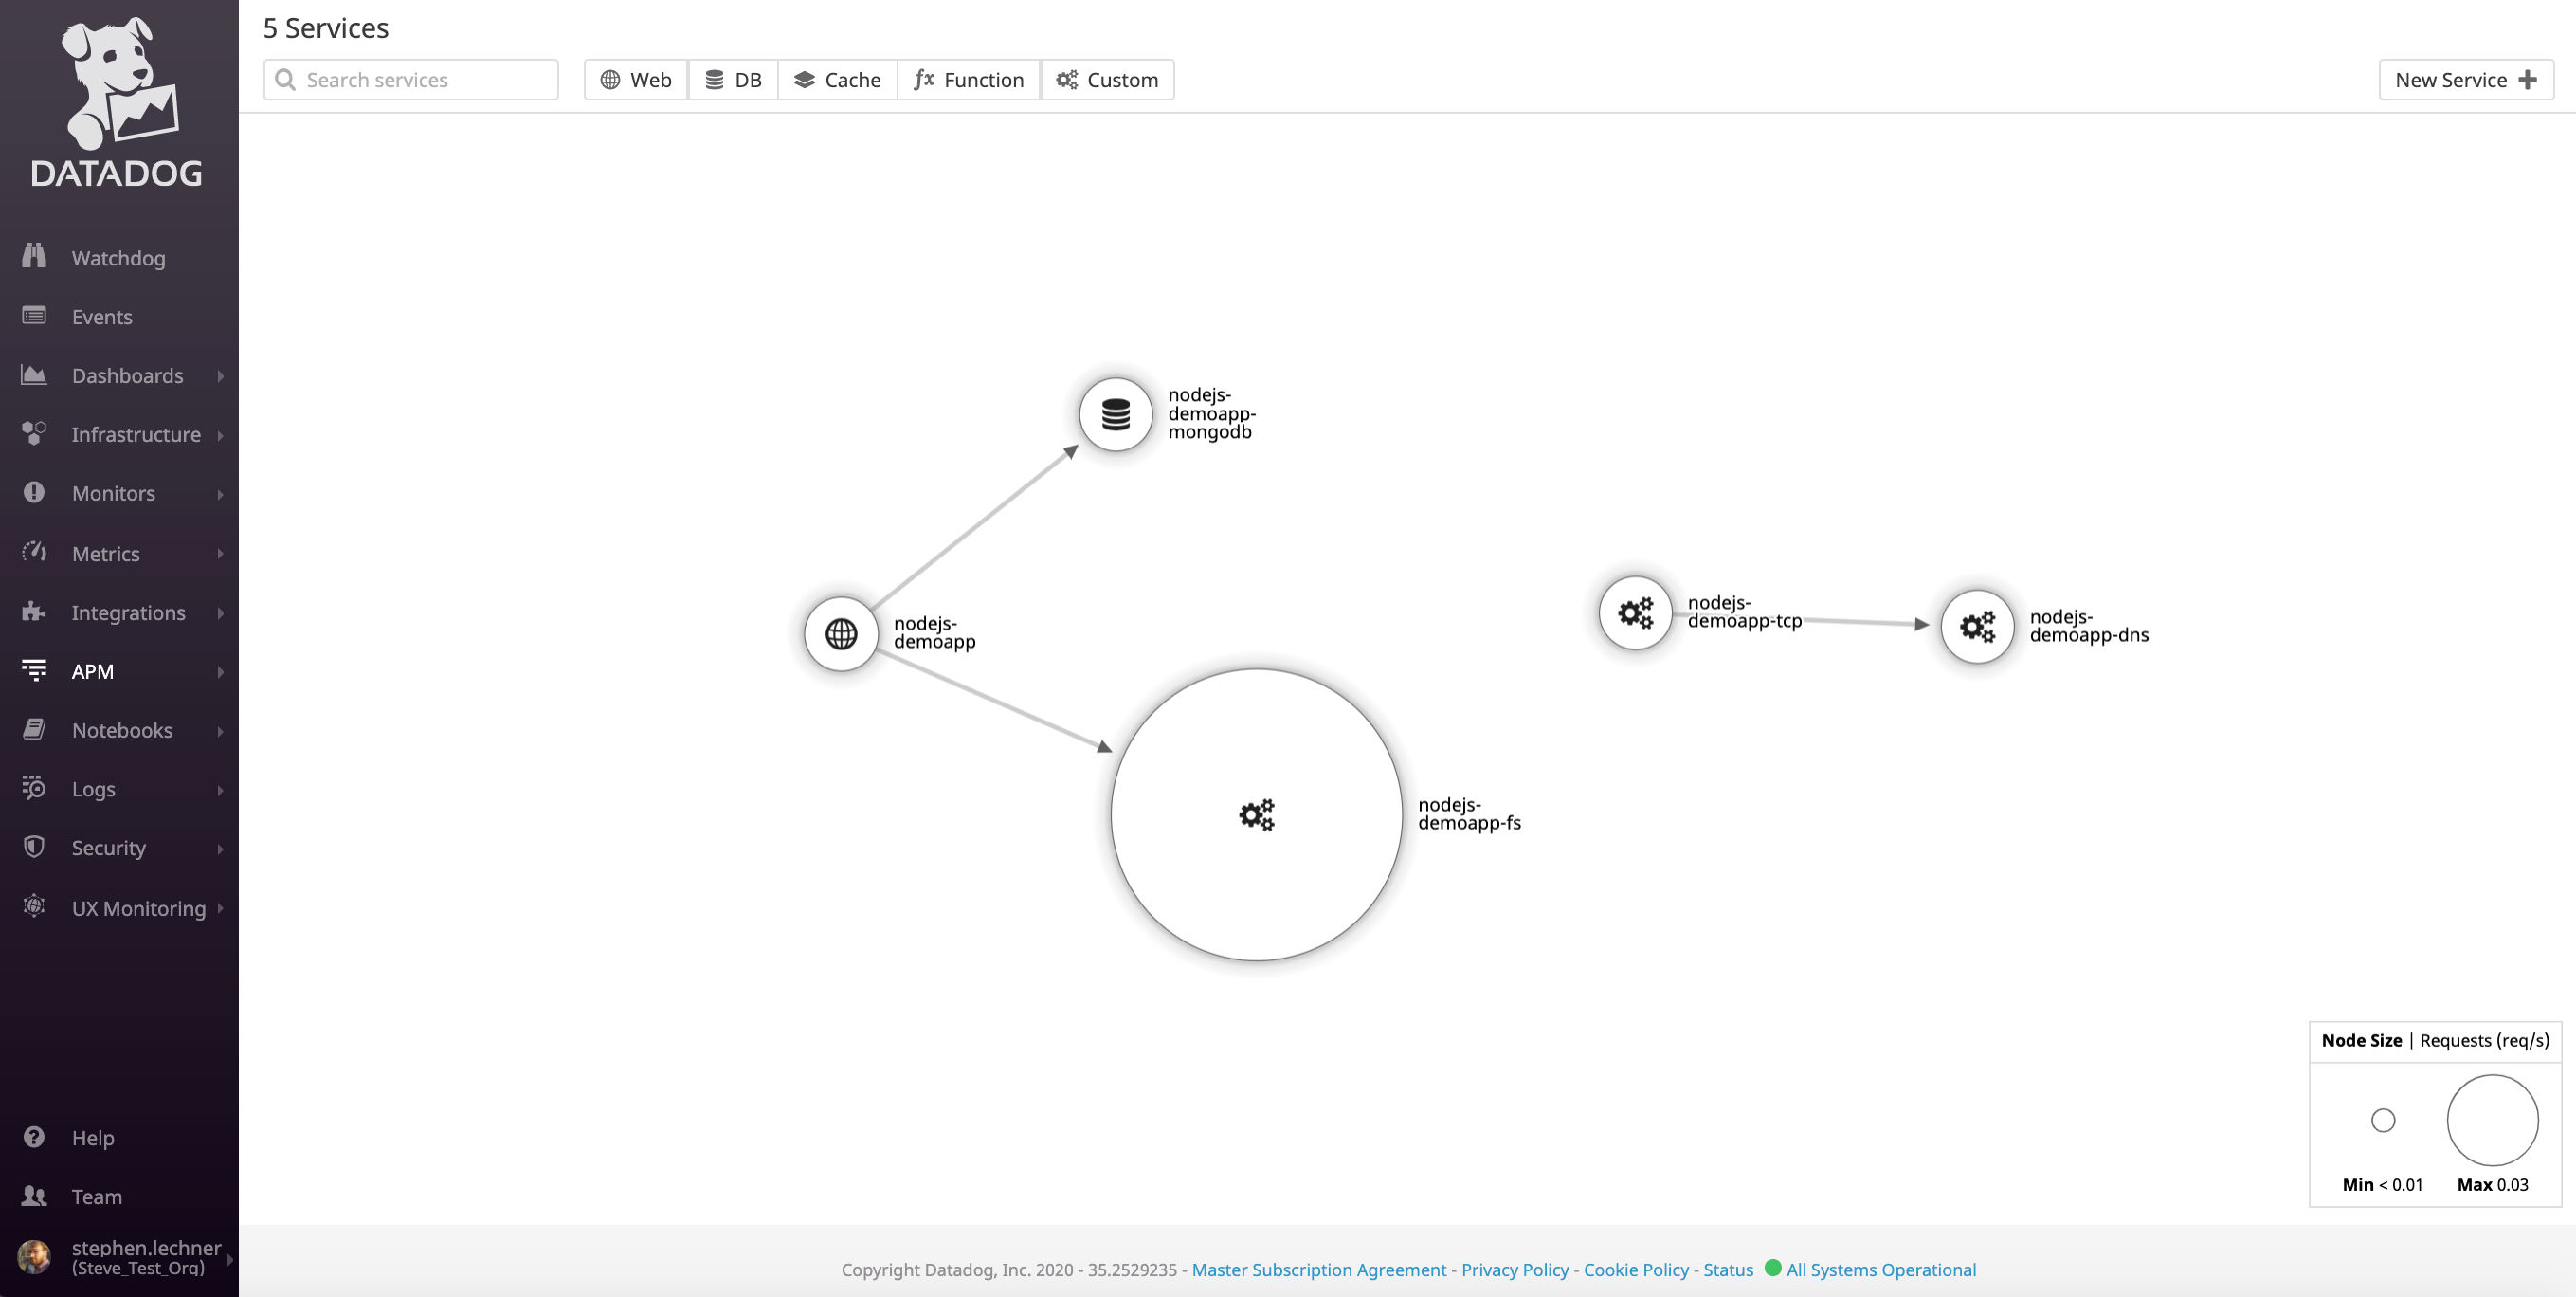 DATADOG
Watchdog
Events
Dashboards
Infrastructure
Monitors
Metrics
Integrations
APM
Notebooks
Logs
Security
UX Monitoring
Help
Team
stephen.lechner
(Steve_Test_Org)
5 Services
Search services
Web
DB
Cache
fx Function
Custom
New Service
nodejs-
demoapp-
mongodb
nodejs-
demoapp
nodejs-
demoapp-tcp
nodejs-
demoapp-dns
nodejs-
demoapp-fs
Node Size | Requests (req/s)
Min < 0.01
Max 0.03
Copyright Datadog, Inc. 2020 - 35.2529235 - Master Subscription Agreement - Privacy Policy - Cookie Policy - Status All Systems Operational